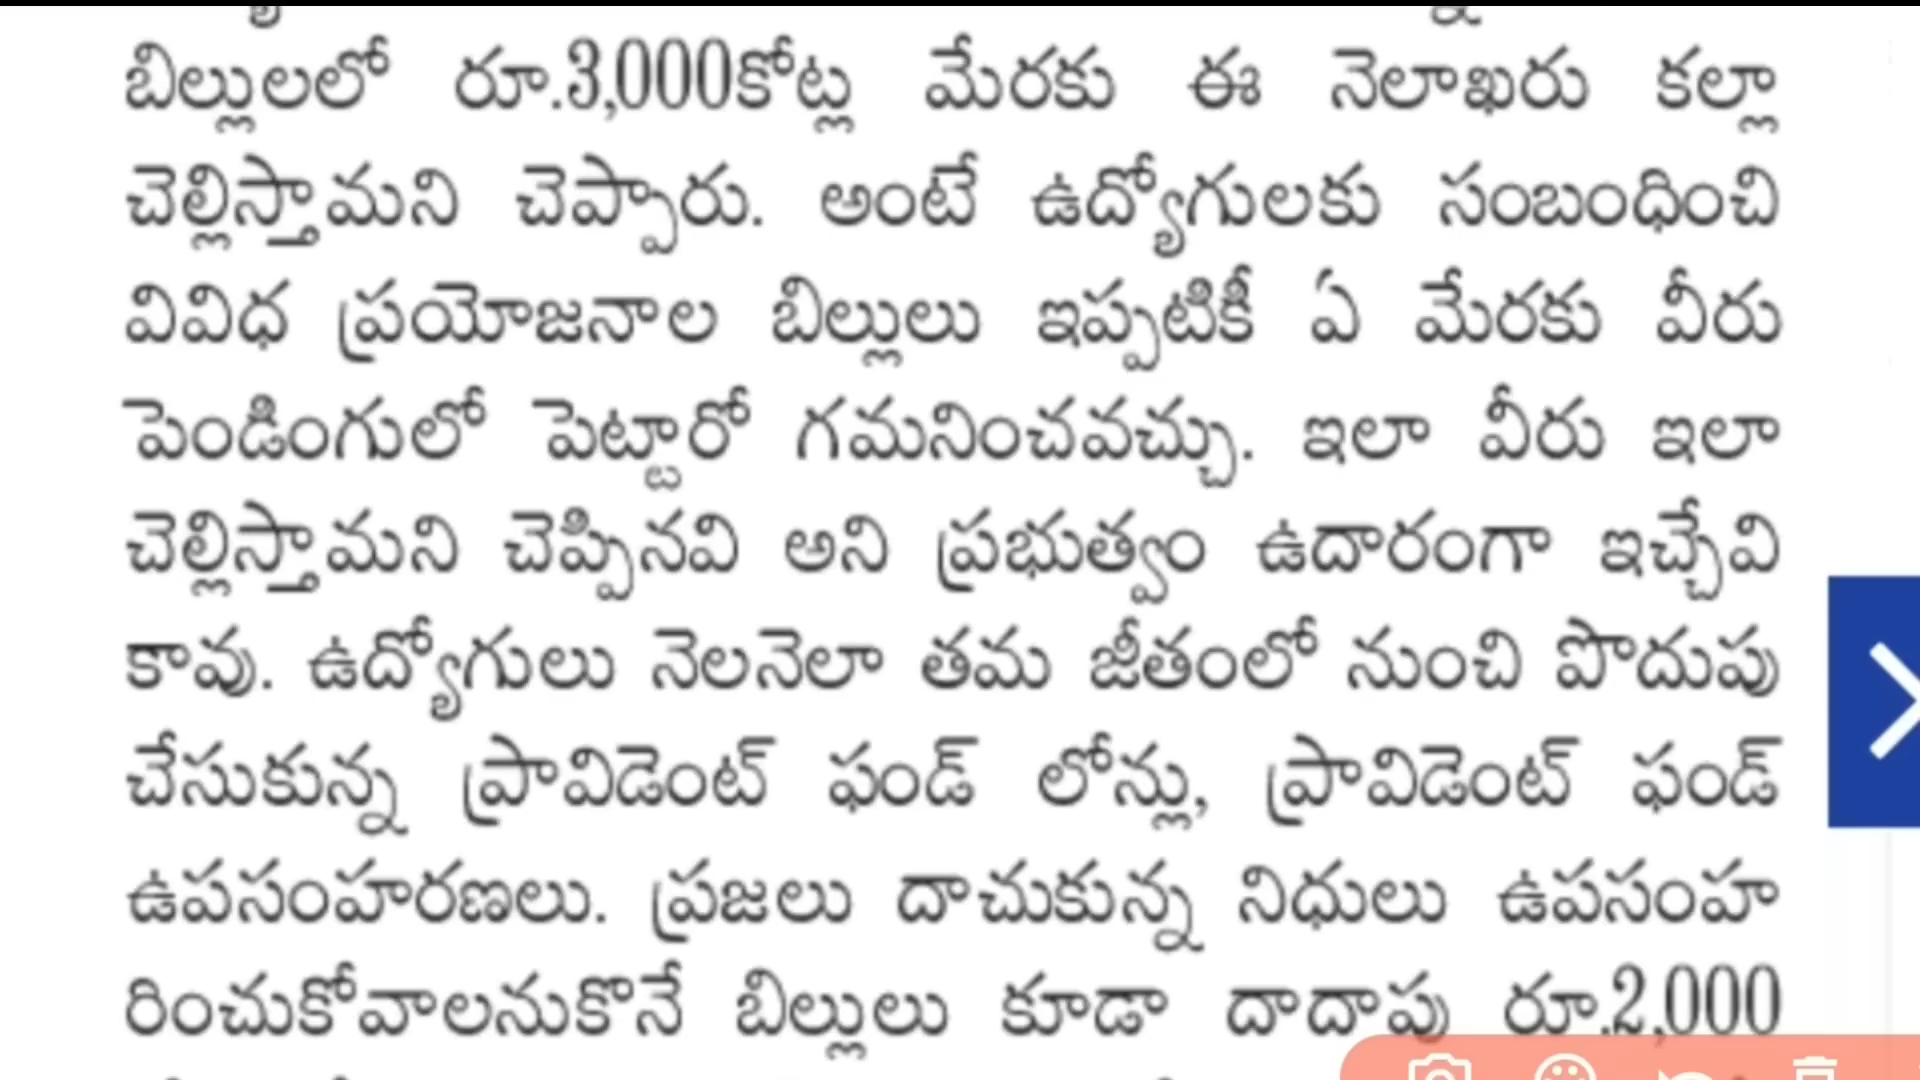 బిల్లులలో రూ.3,000కోట్ల మేరకు ఈ నెలాఖరు కల్లా
చెల్లిస్తామని చెప్పారు. అంటే ఉద్యోగులకు సంబంధించి
వివిధ ప్రయోజనాల బిల్లులు ఇప్పటికీ ఏ మేరకు వీరు
పెండింగులో పెట్టారో గమనించవచ్చు. ఇలా వీరు ఇలా
చెల్లిస్తామని చెప్పినవి అని ప్రభుత్వం ఉదారంగా ఇచ్చేవి
కావు. ఉద్యోగులు నెలనెలా తమ జీతంలో నుంచి పొదుపు
చేసుకున్న ప్రావిడెంట్ ఫండ్ లోన్లు, ప్రావిడెంట్ ఫండ్
ఉపసంహరణలు. ప్రజలు దాచుకున్న నిధులు ఉపసంహ
రించుకోవాలనుకొనే బిల్లులు కూడా దాదాపు రూ.2,000